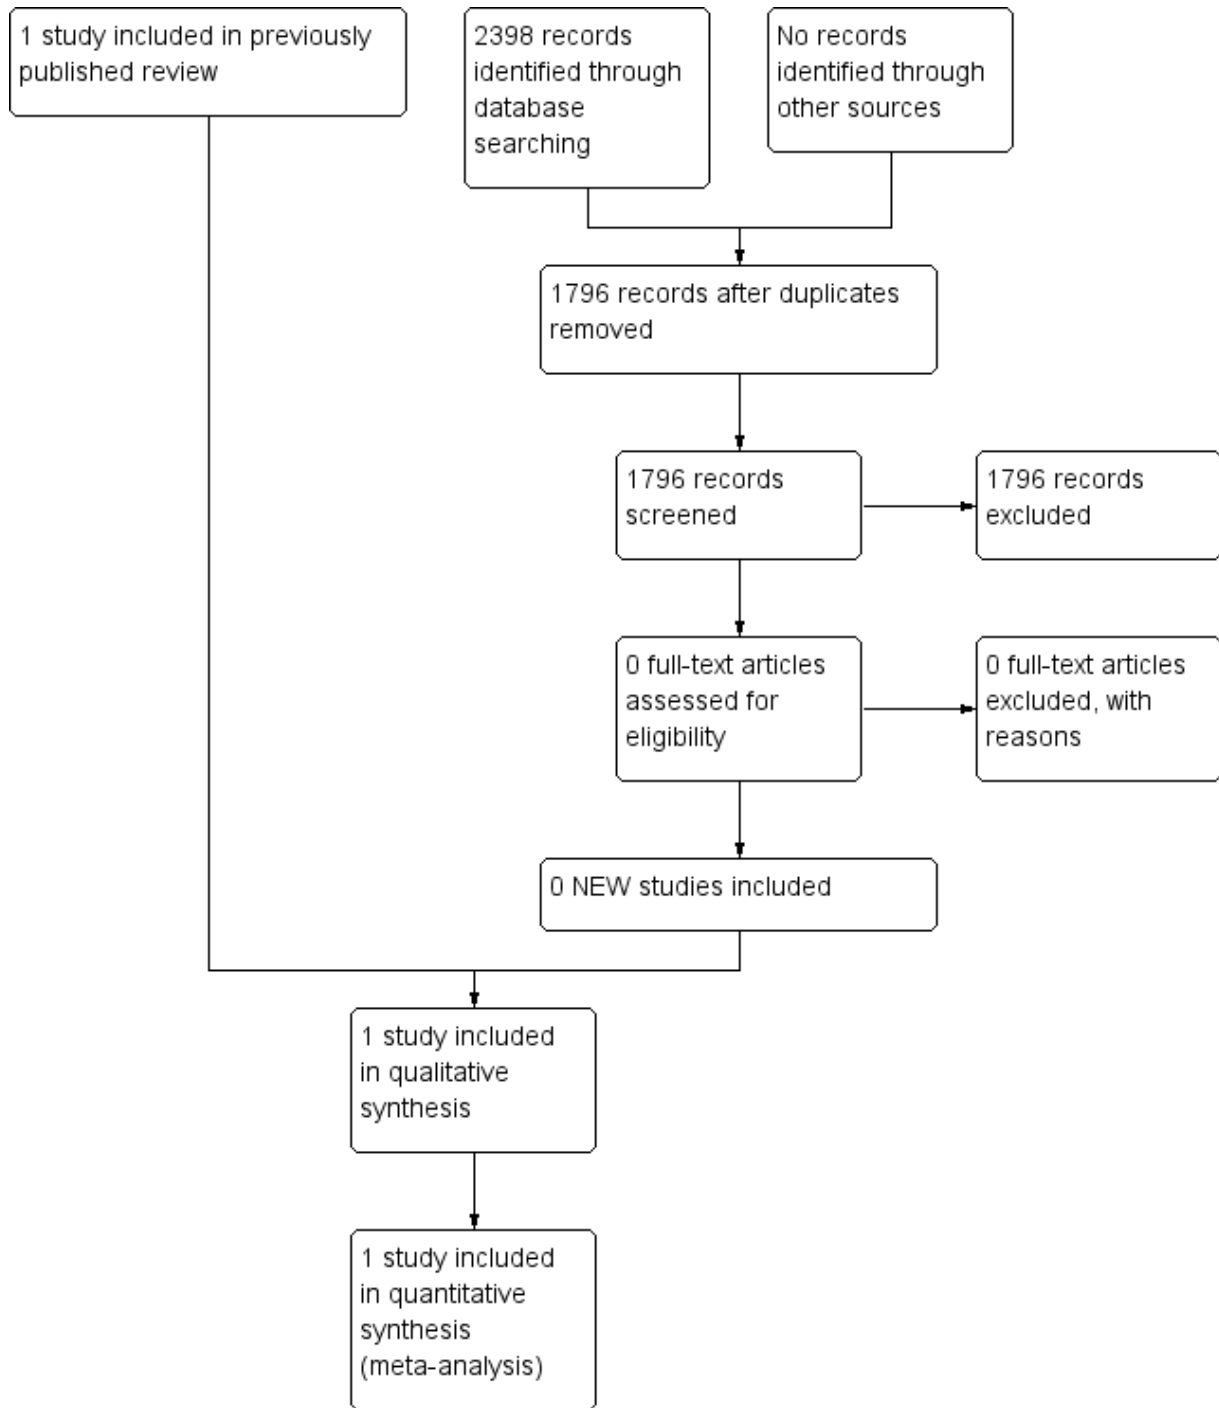 1 study included in previously
published review
2398 records
identified through
database
searching
No records
identified through
other sources
1796 records after duplicates
removed
1796 records
screened
1796 records
excluded
0 full-text articles
assessed for
eligibility
0 full-text articles
excluded, with
reasons
0 NEW studies included
1 study included
in qualitative
synthesis
1 study included
in quantitative
synthesis
(meta-analysis)